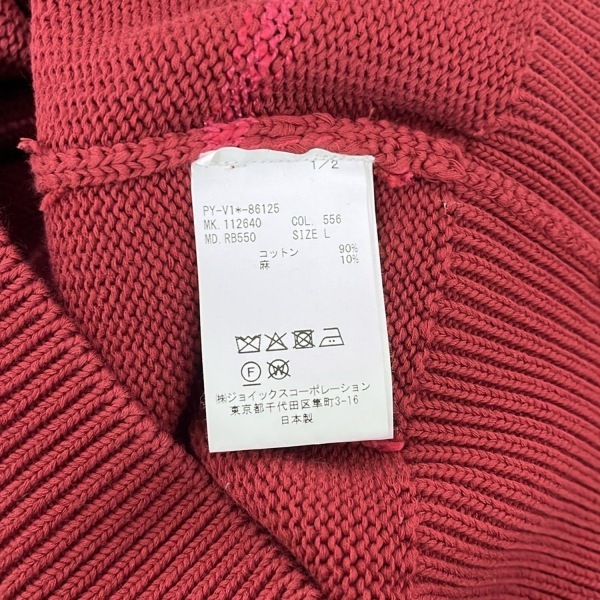 1/2
PY-V1*-86125
MK. 112640 COL. 556
MD. RB550 SIZE L
コットン 90%
麻 10%
F W
㈱ジョイックスコーポレーション
東京都千代田区隼町3-16
日本製